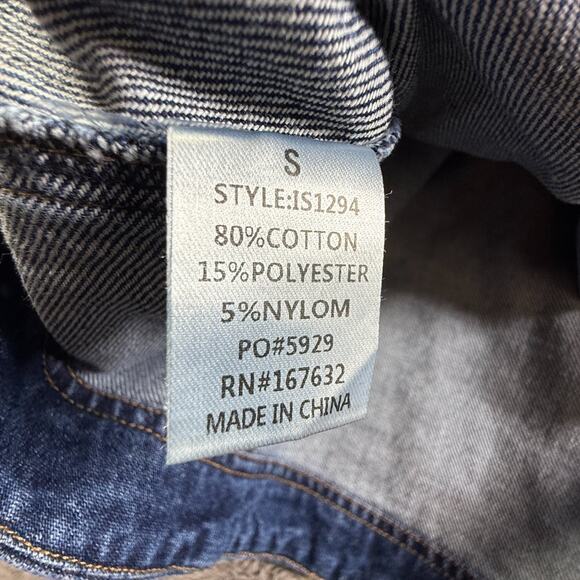 S
STYLE:IS1294
80%COTTON
15%POLYESTER
5%NYLOM
PO#5929
RN#167632
MADE IN CHINA